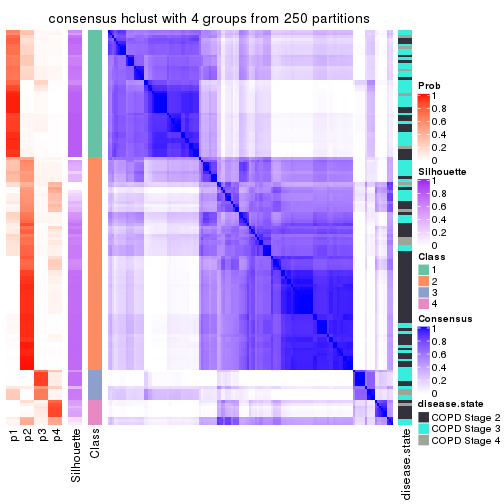 consensus hclust with 4 groups from 250 partitions
Prob
1
0.8
0.6
0.4
0.2
0
Silhouette
1
0.8
0.6
0.4
0.2
0
Class
1
2
3
4
Consensus
1
0.8
0.6
0.4
0.2
0
disease.state
COPD Stage 2
COPD Stage 3
COPD Stage 4
p1
p2
p3
p4
Silhouette
Class
disease.state